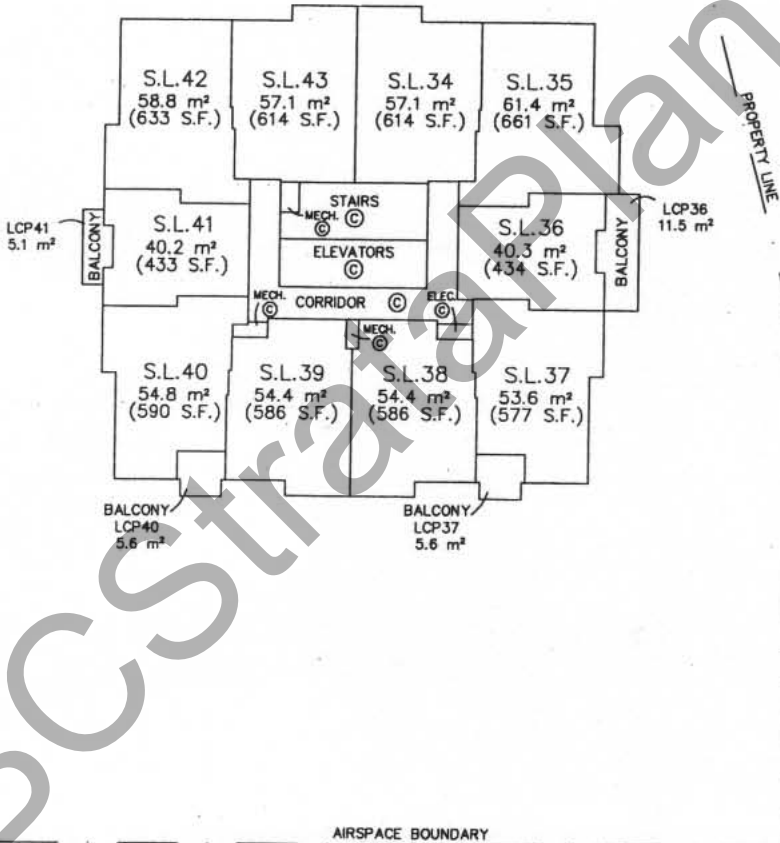 S.L.42
58.8 m²
(633 S.F.)
S.L.43
57.1 m²
(614 S.F.)
S.L.34
57.1 m²
(614 S.F.)
S.L.35
61.4 m²
(661 S.F.)
PROPERTY LINE
STAIRS
©
MECH.
©
ELEVATORS
©
LCP41
5.1 m²
BALCONY
S.L.41
40.2 m²
(433 S.F.)
S.L.36
40.3 m²
(434 S.F.)
BALCONY
LCP36
11.5 m²
MECH.
©
CORRIDOR ©
ELEC.
©
MECH.
©
S.L.40
54.8 m²
(590 S.F.)
S.L.39
54.4 m²
(586 S.F.)
S.L.38
54.4 m²
(586 S.F.)
S.L.37
53.6 m²
(577 S.F.)
BALCONY
LCP40
5.6 m²
BALCONY
LCP37
5.6 m²
AIRSPACE BOUNDARY
BCStrataPlan